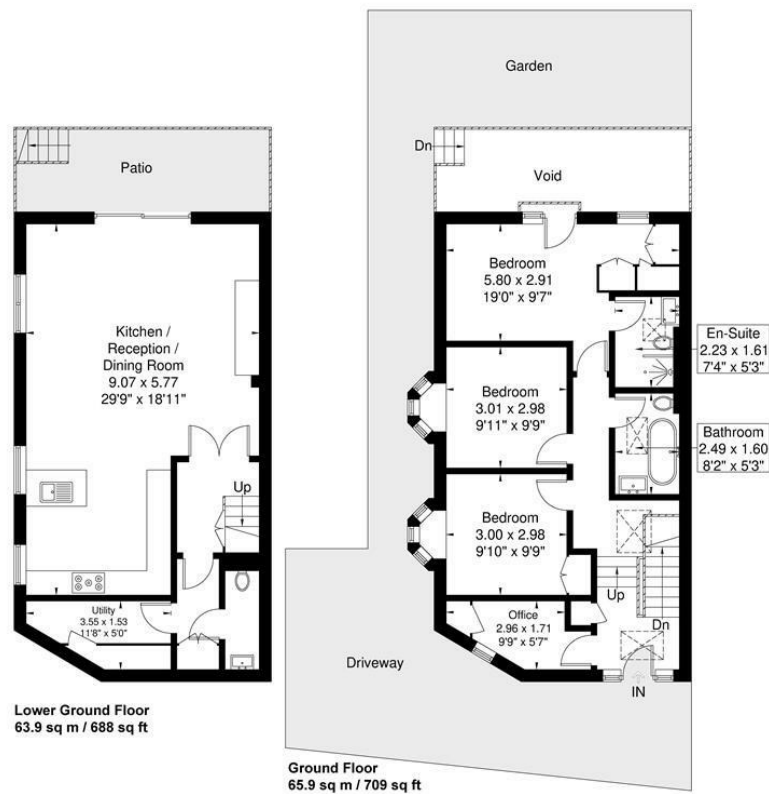 Garden
Patio
Dn
Void
Kitchen /
Reception /
Dining Room
9.07 x 5.77
29'9" x 18'11"
Up
Utility
3.55 x 1.53
11'8" x 5'0"
Lower Ground Floor
63.9 sq m / 688 sq ft
Bedroom
5.80 x 2.91
19'0" x 9'7"
En-Suite
2.23 x 1.61
7'4" x 5'3"
Bedroom
3.01 x 2.98
9'11" x 9'9"
Bathroom
2.49 x 1.60
8'2" x 5'3"
Bedroom
3.00 x 2.98
9'10" x 9'9"
Up
Dn
Office
2.96 x 1.71
9'9" x 5'7"
Driveway
IN
Ground Floor
65.9 sq m / 709 sq ft